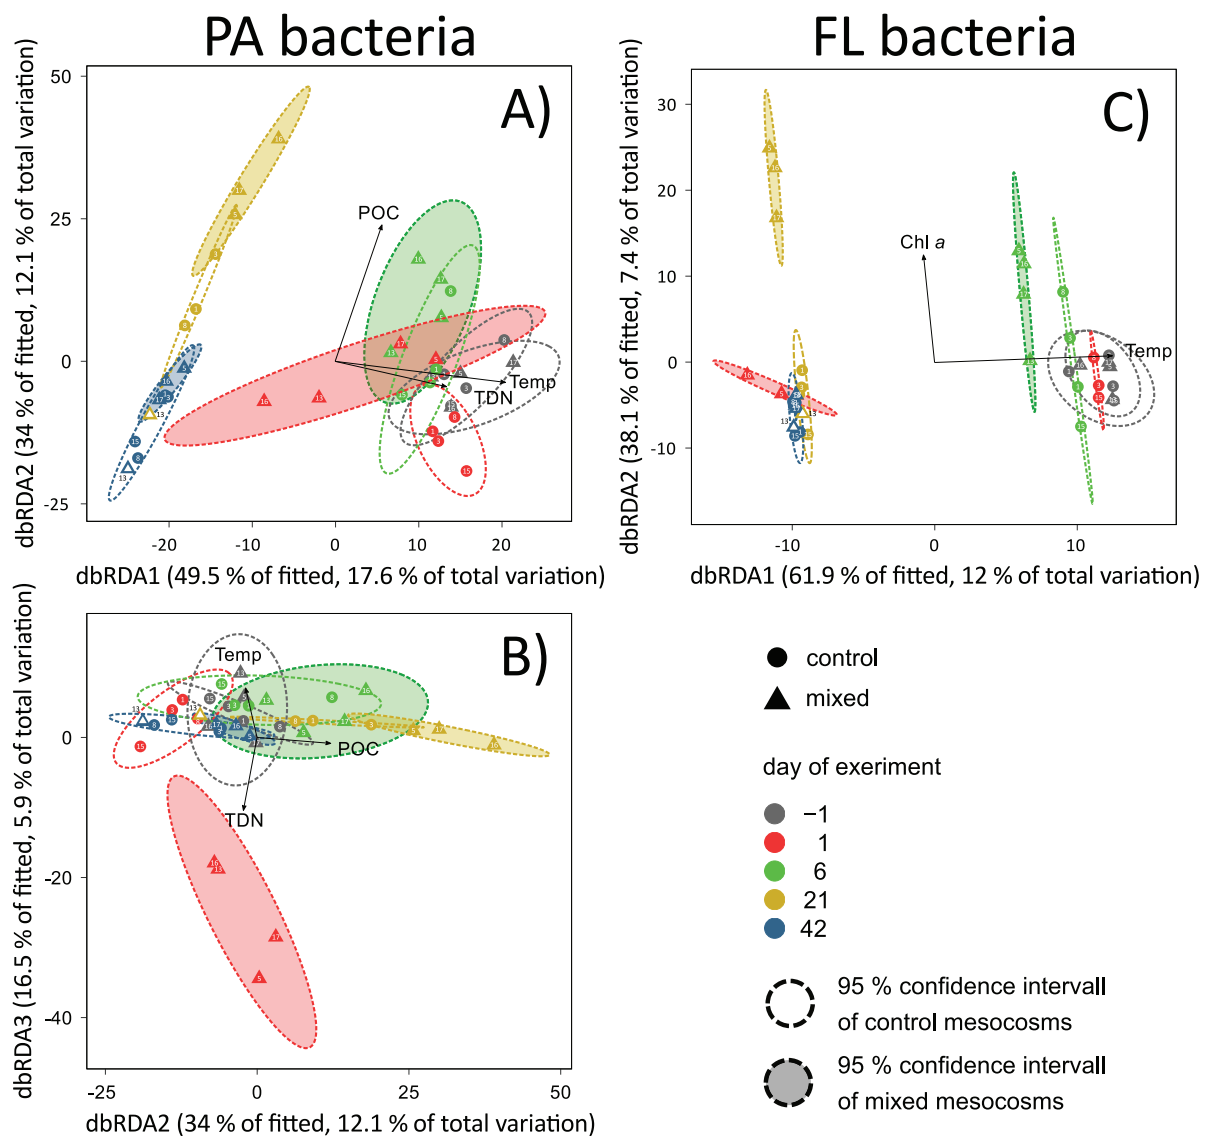 PA bacteria
FL bacteria
A)
dbRDA2 (34 % of fitted, 12.1 % of total variation)
50
25
0
-25
POC
Temp
TDN
13
13
-20
-10
0
10
20
dbRDA1 (49.5 % of fitted, 17.6 % of total variation)
C)
dbRDA2 (38.1 % of fitted, 7.4 % of total variation)
30
20
10
0
-10
Chl a
Temp
13
13
-10
0
10
dbRDA1 (61.9 % of fitted, 12 % of total variation)
B)
dbRDA3 (16.5 % of fitted, 5.9 % of total variation)
0
-20
-40
Temp
POC
TDN
13
13
-25
0
25
50
dbRDA2 (34 % of fitted, 12.1 % of total variation)
control
mixed
day of exeriment
−1
1
6
21
42
95 % confidence intervall
of control mesocosms
95 % confidence intervall
of mixed mesocosms